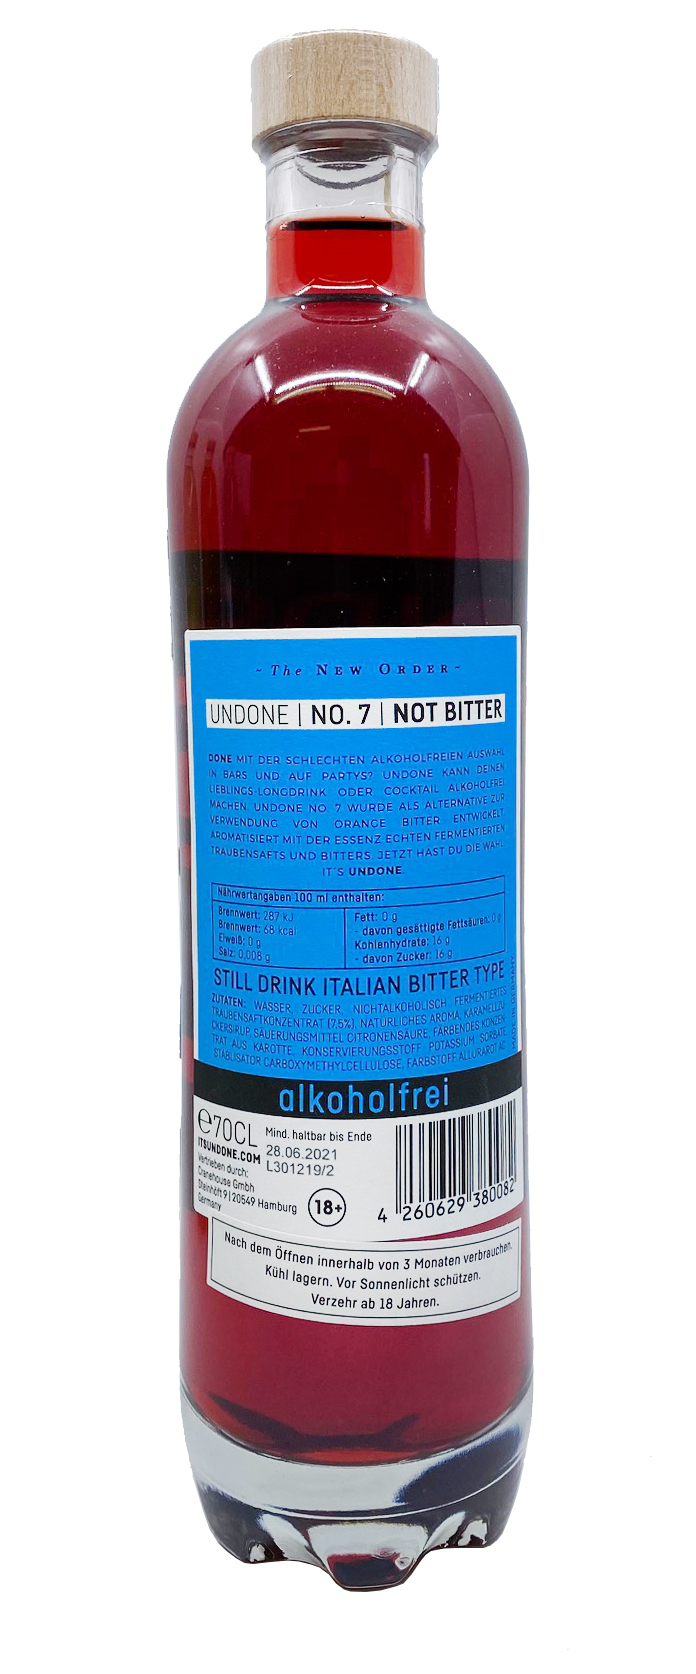 ~ The NEW ORDER ~
UNDONE | NO. 7 | NOT BITTER
DONE MIT DER SCHLECHTEN ALKOHOLFREIEN AUSWAHL
IN BARS UND AUF PARTYS? UNDONE KANN DEINEN
LIEBLINGS-LONGDRINK ODER COCKTAIL ALKOHOLFREI
MACHEN. UNDONE NO. 7 WURDE ALS ALTERNATIVE ZUR
VERWENDUNG VON ORANGE BITTER ENTWICKELT.
AROMATISIERT MIT DER ESSENZ ECHTEN FERMENTIERTEN
TRAUBENSAFTS UND BITTERS. JETZT HAST DU DIE WAHL.
IT'S UNDONE.
Nährwertangaben 100 ml enthalten:
Brennwert: 287 kJ
Brennwert: 68 kcal
Eiweiß: 0 g
Salz: 0,008 g
Fett: 0 g
- davon gesättigte Fettsäuren: 0 g
Kohlenhydrate: 16 g
- davon Zucker: 16 g
STILL DRINK ITALIAN BITTER TYPE
ZUTATEN: WASSER, ZUCKER, NICHTALKOHOLISCH FERMENTIERTES
TRAUBENSAFTKONZENTRAT (7,5%), NATÜRLICHES AROMA, KARAMELLZU
CKERSIRUP, SÄUERUNGSMITTEL CITRONENSÄURE, FÄRBENDES KONZEN
TRAT AUS KAROTTE, KONSERVIERUNGSSTOFF POTASSIUM SORBATE,
STABLISATOR CARBOXYMETHYLCELLULOSE, FARBSTOFF ALLURAROT AC
MADE IN GERMANY
alkoholfrei
℮70CL
ITSUNDONE.COM
Vertrieben durch:
Cranehouse Gmbh
Steinhöft 9 | 20549 Hamburg
Germany
Mind. haltbar bis Ende
28.06.2021
L301219/2
18+
4 260629 380082
Nach dem Öffnen innerhalb von 3 Monaten verbrauchen.
Kühl lagern. Vor Sonnenlicht schützen.
Verzehr ab 18 Jahren.